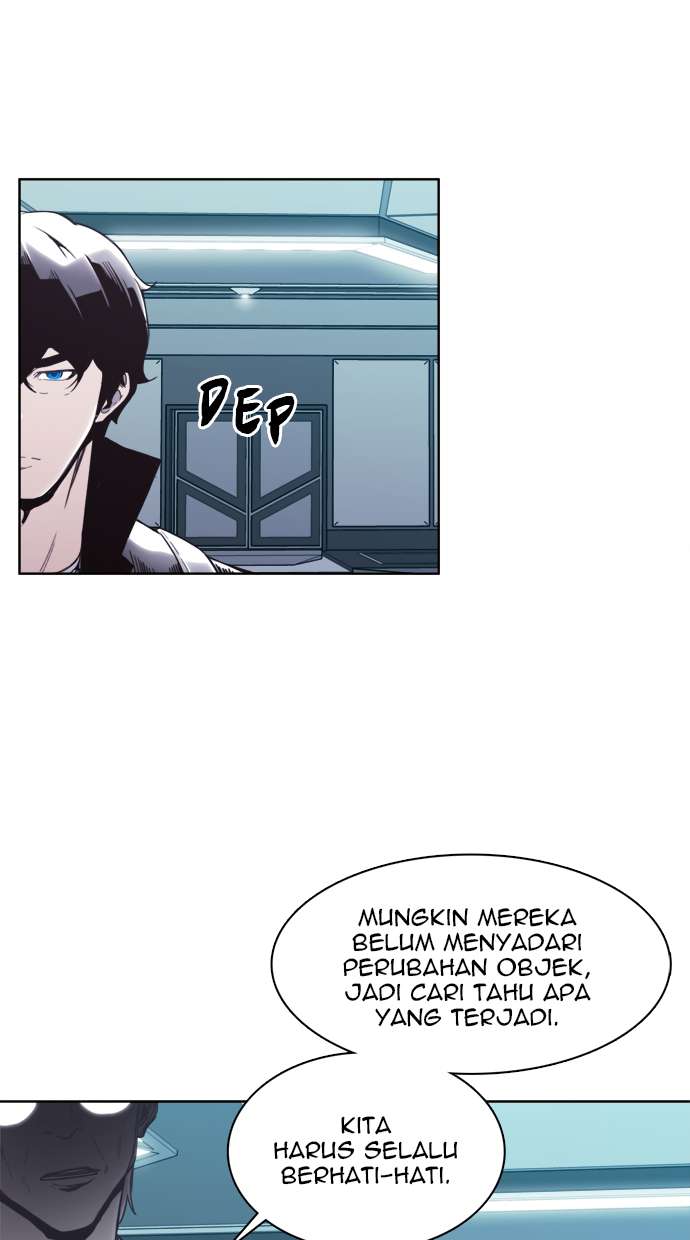 DEP
MUNGKIN MEREKA
BELUM MENYADARI
PERUBAHAN OBJEK,
JADI CARI TAHU APA
YANG TERJADI.
KITA
HARUS SELALU
BERHATI-HATI.